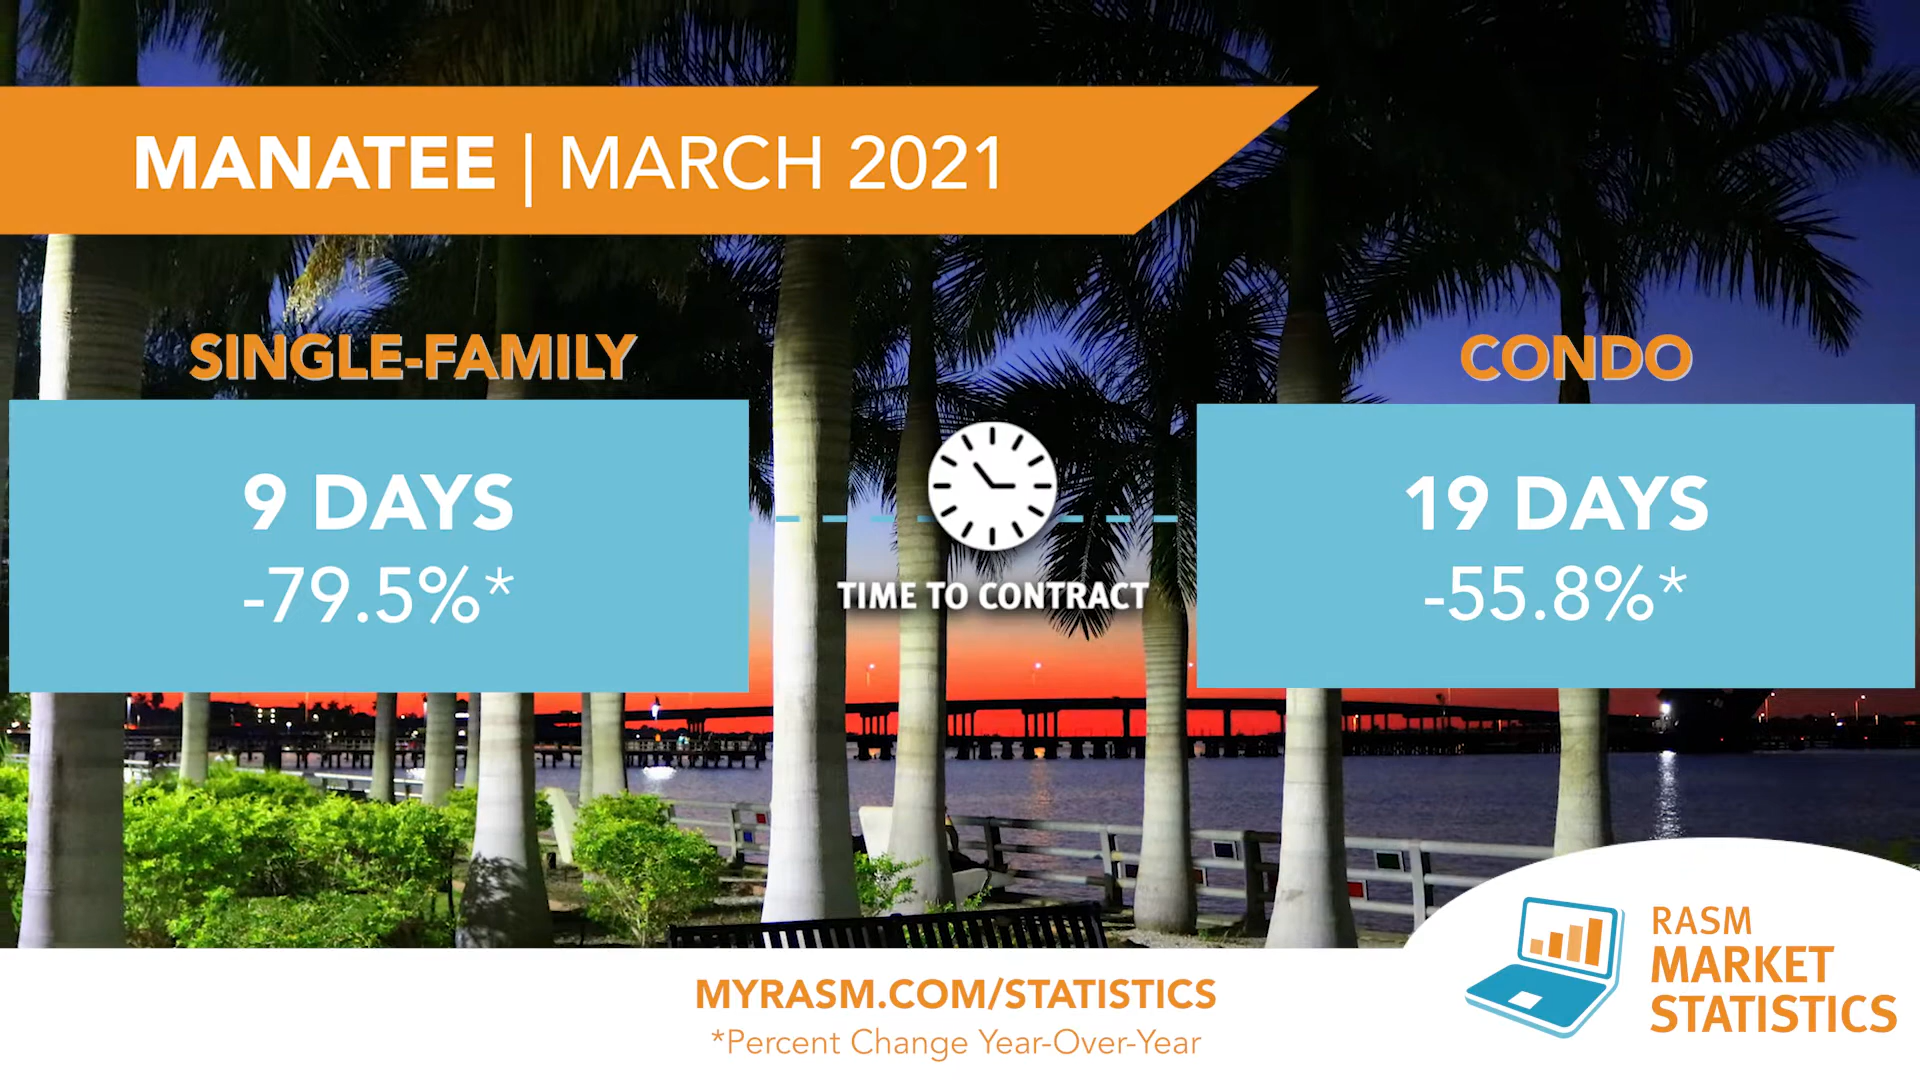 MANATEE | MARCH 2021
SINGLE-FAMILY
9 DAYS
-79.5%*
TIME TO CONTRACT
CONDO
19 DAYS
-55.8%*
MYRASM.COM/STATISTICS
*Percent Change Year-Over-Year
RASM
MARKET
STATISTICS